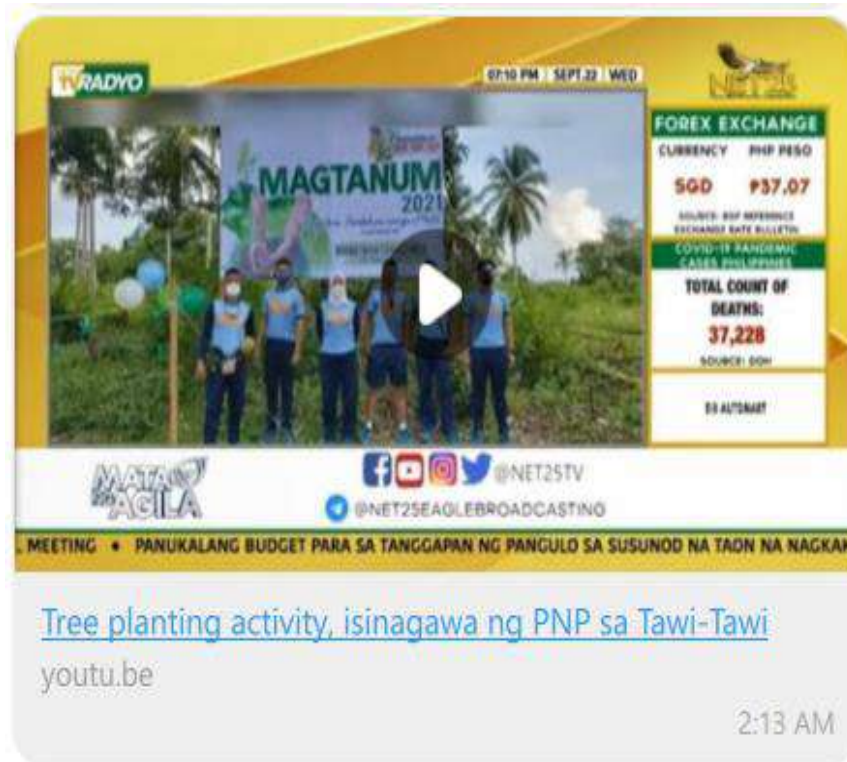 TVRADYO
07:10 PM | SEPT.22 | WED
NET25
MAGTANUM
2021
FOREX EXCHANGE
CURRENCY PHP PESO
SGD ₱37.07
SOURCE: BSP REFERENCE
EXCHANGE RATE BULLETIN
COVID-19 PANDEMIC
CASES PHILIPPINES
TOTAL COUNT OF
DEATHS:
37,228
SOURCE: DOH
MATA NG AGILA
@NET25TV
@NET25EAGLEBROADCASTING
. MEETING • PANUKALANG BUDGET PARA SA TANGGAPAN NG PANGULO SA SUSUNOD NA TAON NA NAGKAK
Tree planting activity, isinagawa ng PNP sa Tawi-Tawi
youtu.be
2:13 AM